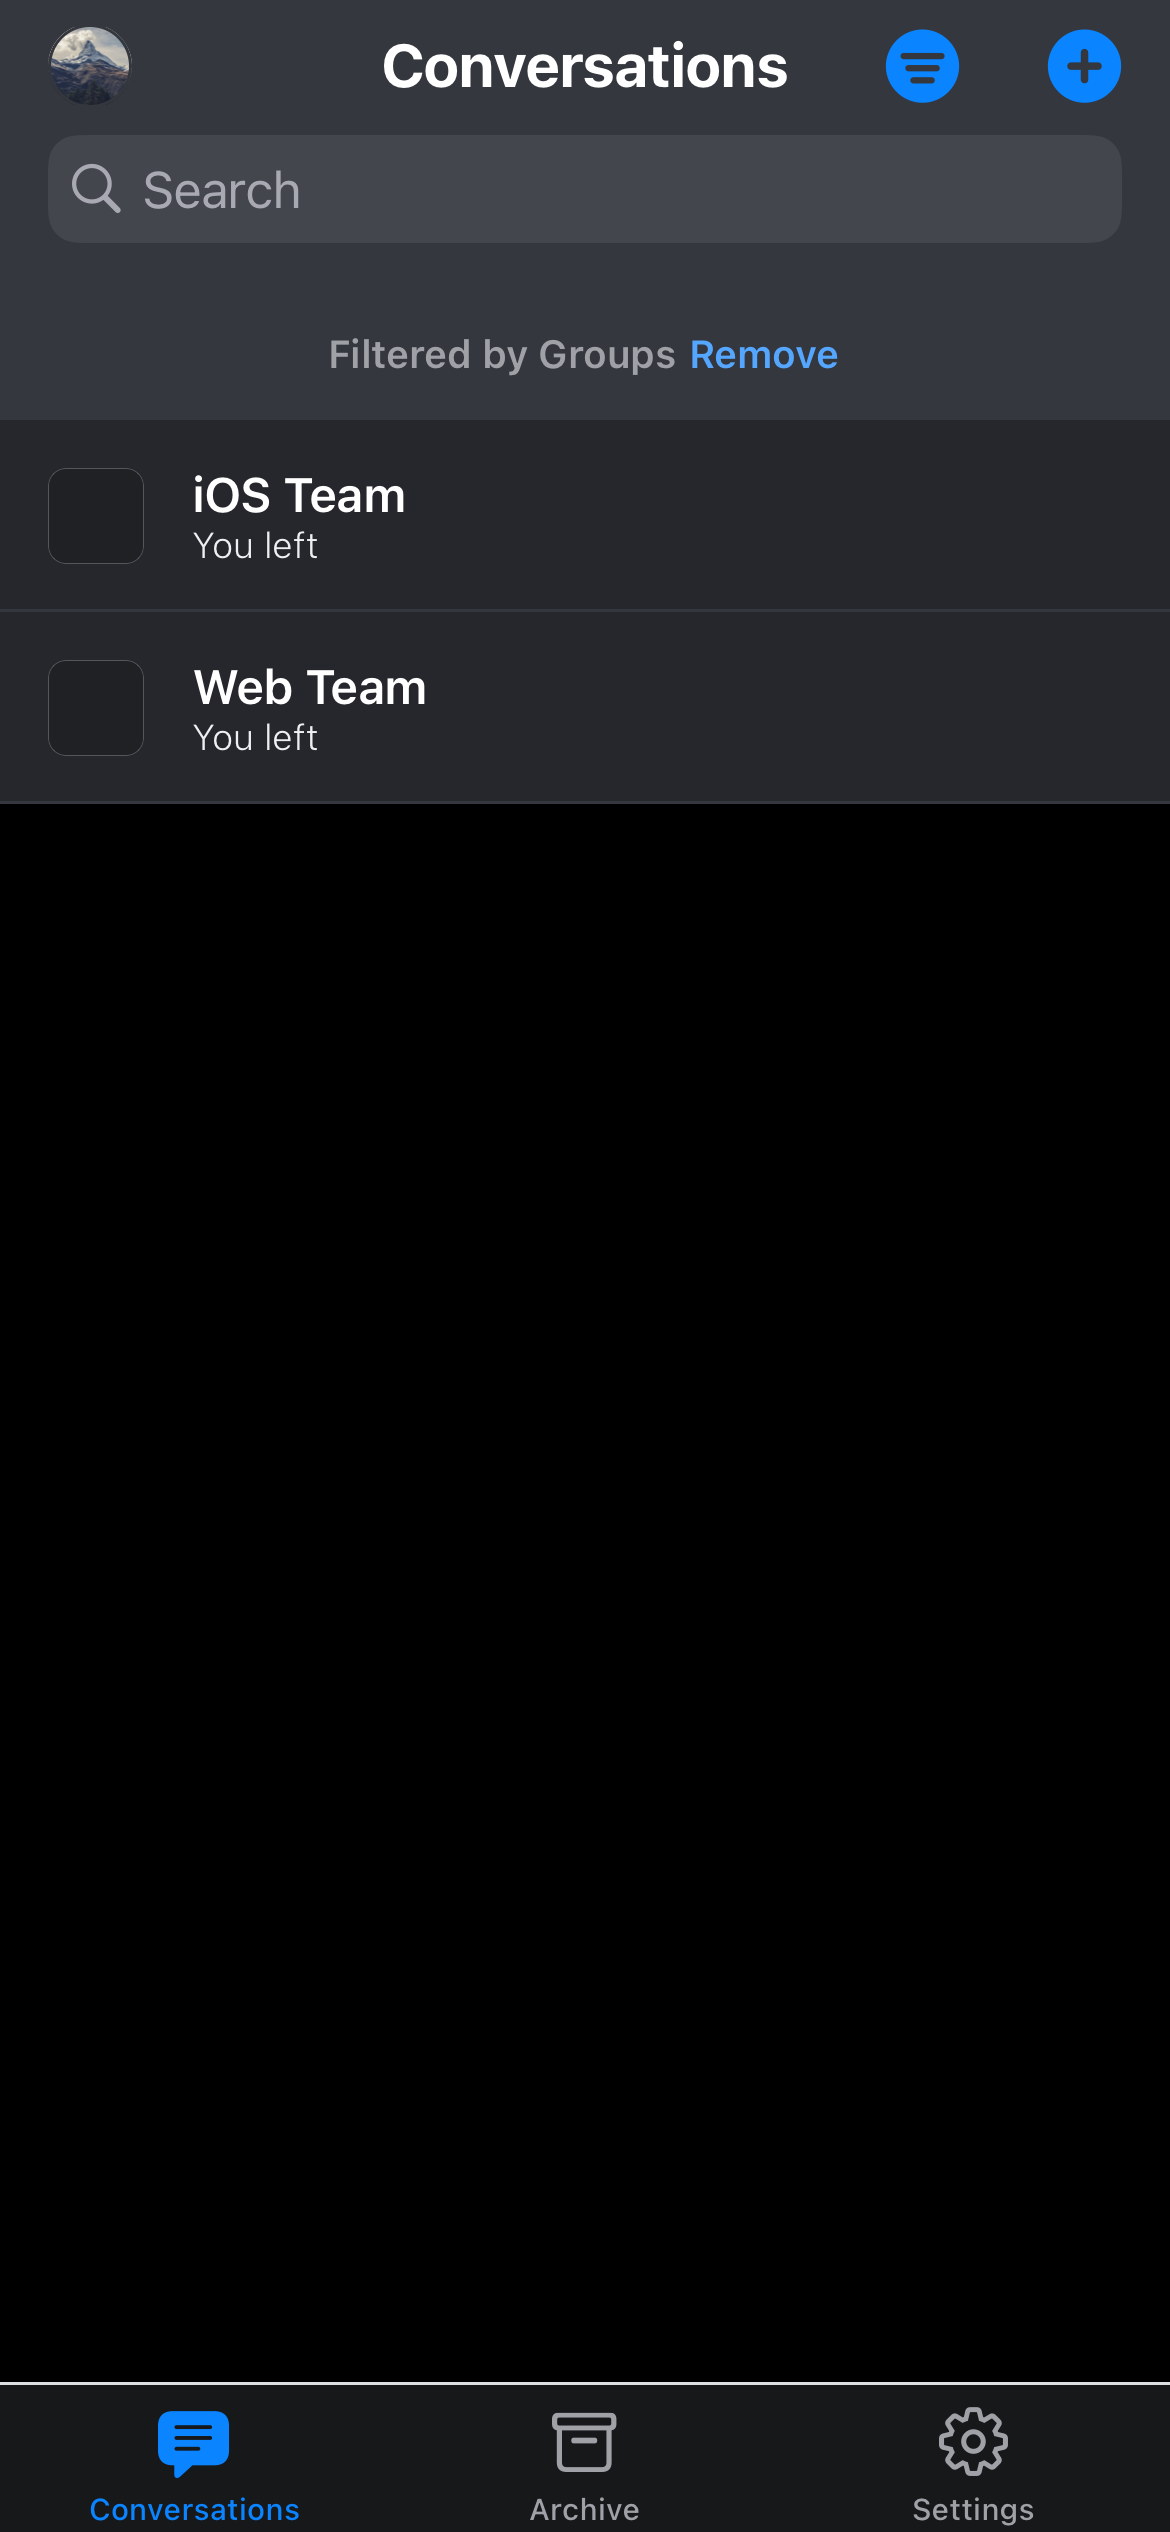 Conversations
Search
Filtered by Groups Remove
iOS Team
You left
Web Team
You left
Conversations
Archive
Settings